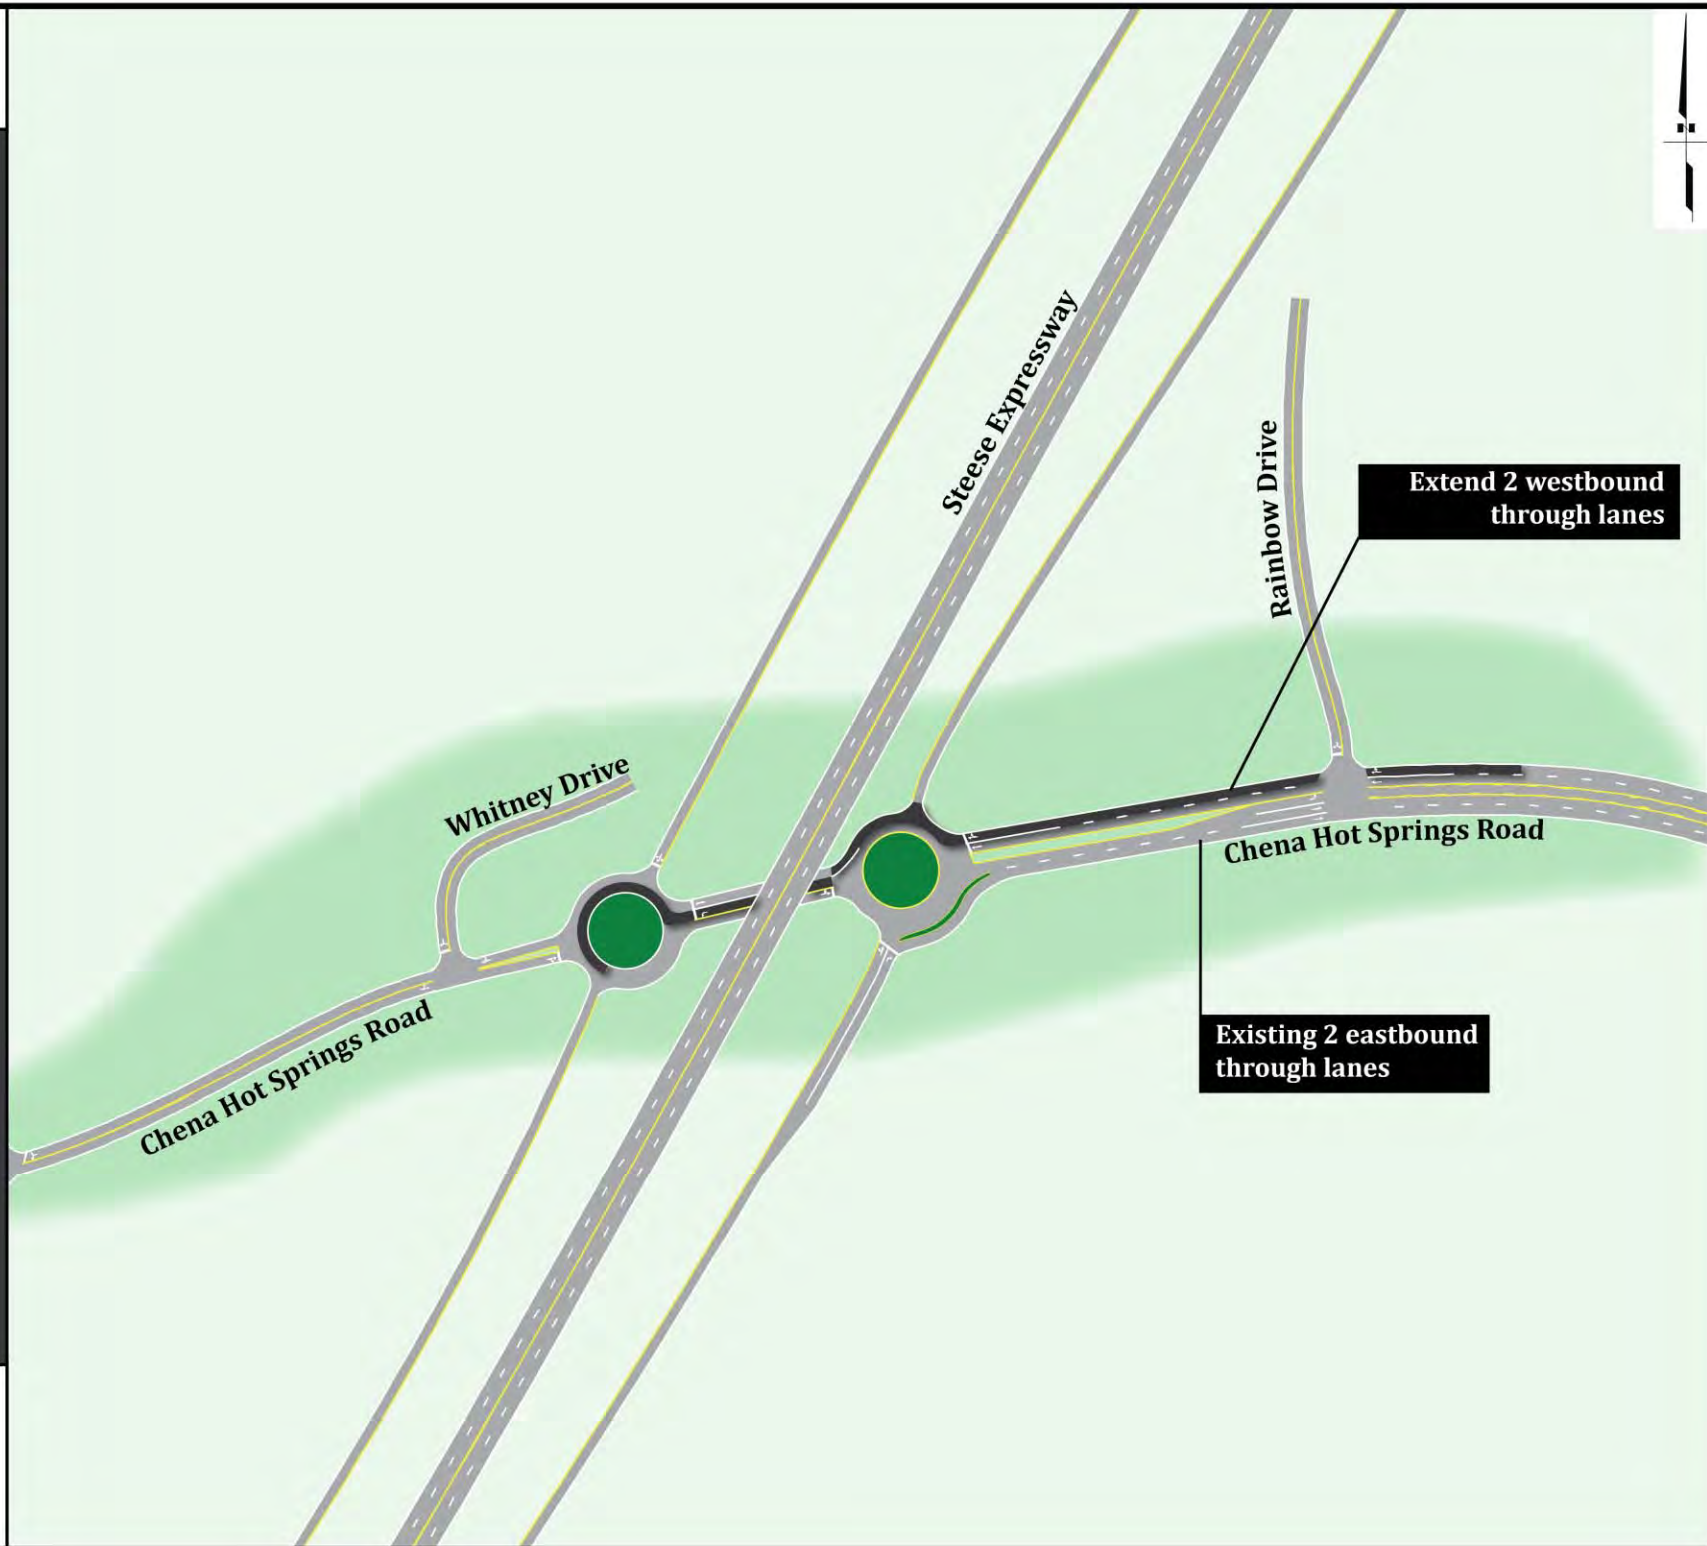 Steese Expressway
Rainbow Drive
Extend 2 westbound
through lanes
Whitney Drive
Chena Hot Springs Road
Chena Hot Springs Road
Existing 2 eastbound
through lanes